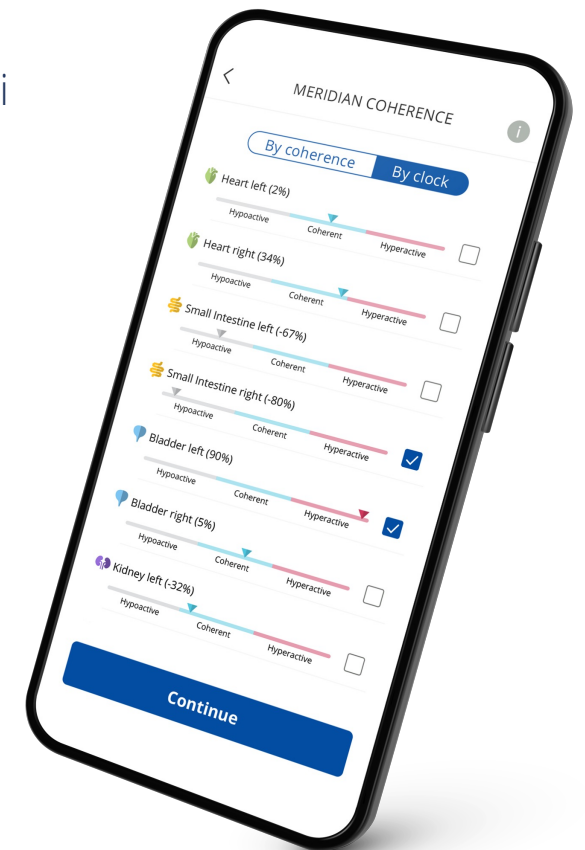 i
MERIDIAN COHERENCE
i
By coherence By clock
Heart left (2%)
Hypoactive Coherent Hyperactive
Heart right (34%)
Hypoactive Coherent Hyperactive
Small Intestine left (-67%)
Hypoactive Coherent Hyperactive
Small Intestine right (-80%)
Hypoactive Coherent Hyperactive
Bladder left (90%)
Hypoactive Coherent Hyperactive
Bladder right (5%)
Hypoactive Coherent Hyperactive
Kidney left (-32%)
Hypoactive Coherent Hyperactive
Continue